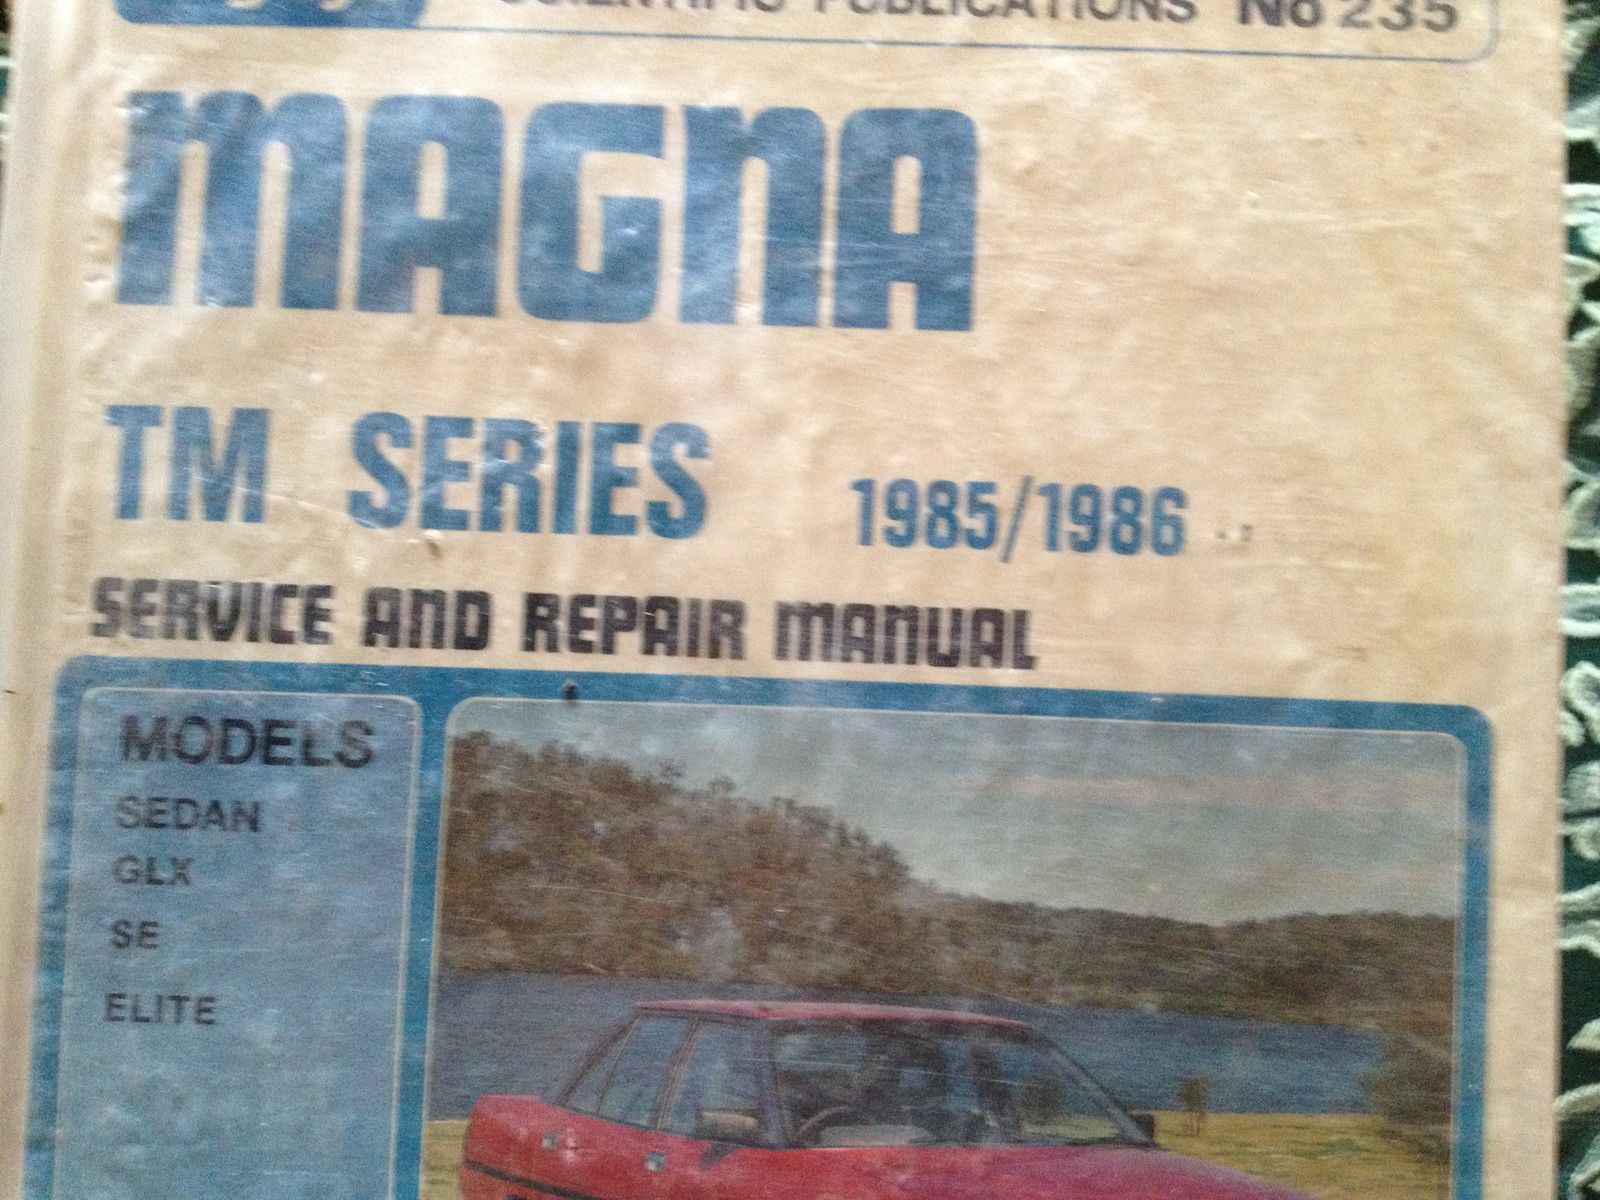 SCIENTIFIC PUBLICATIONS No 235
MAGNA
TM SERIES 1985/1986
SERVICE AND REPAIR MANUAL
MODELS
SEDAN
GLX
SE
ELITE